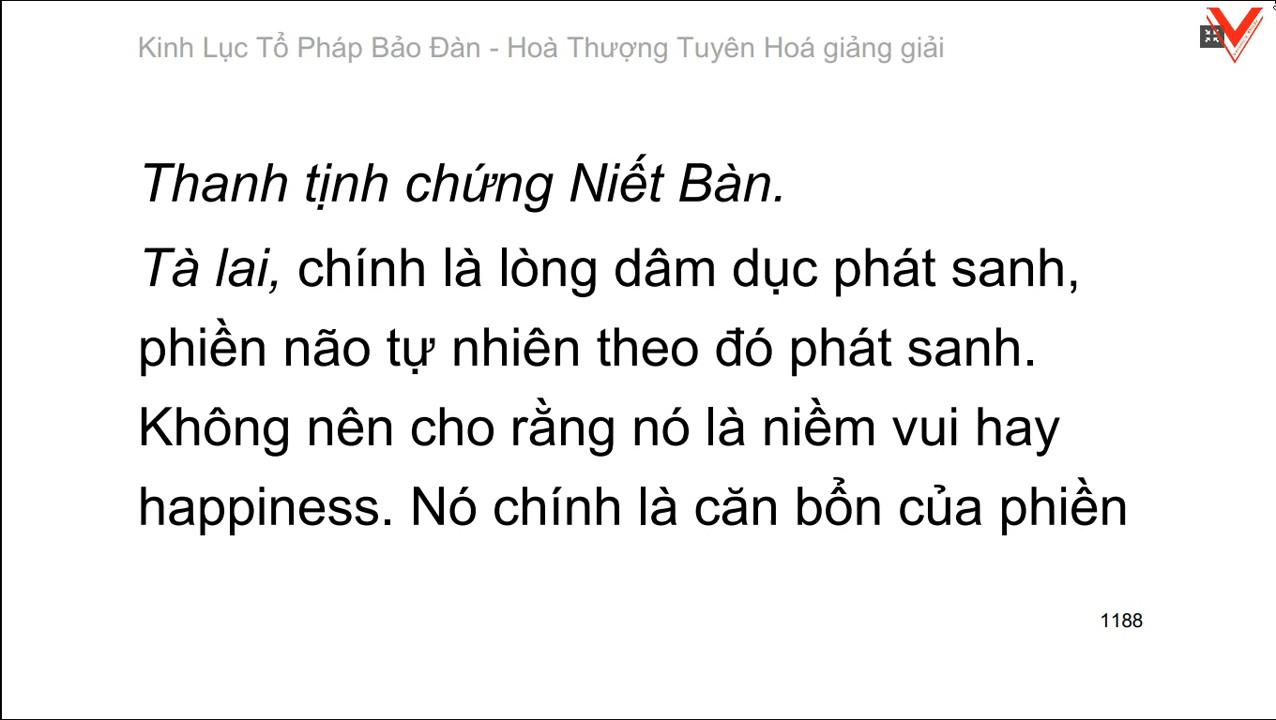 Kinh Lục Tổ Pháp Bảo Đàn - Hoà Thượng Tuyên Hoá giảng giải
Thanh tịnh chứng Niết Bàn.
Tà lai, chính là lòng dâm dục phát sanh,
phiền não tự nhiên theo đó phát sanh.
Không nên cho rằng nó là niềm vui hay
happiness. Nó chính là căn bổn của phiền
1188